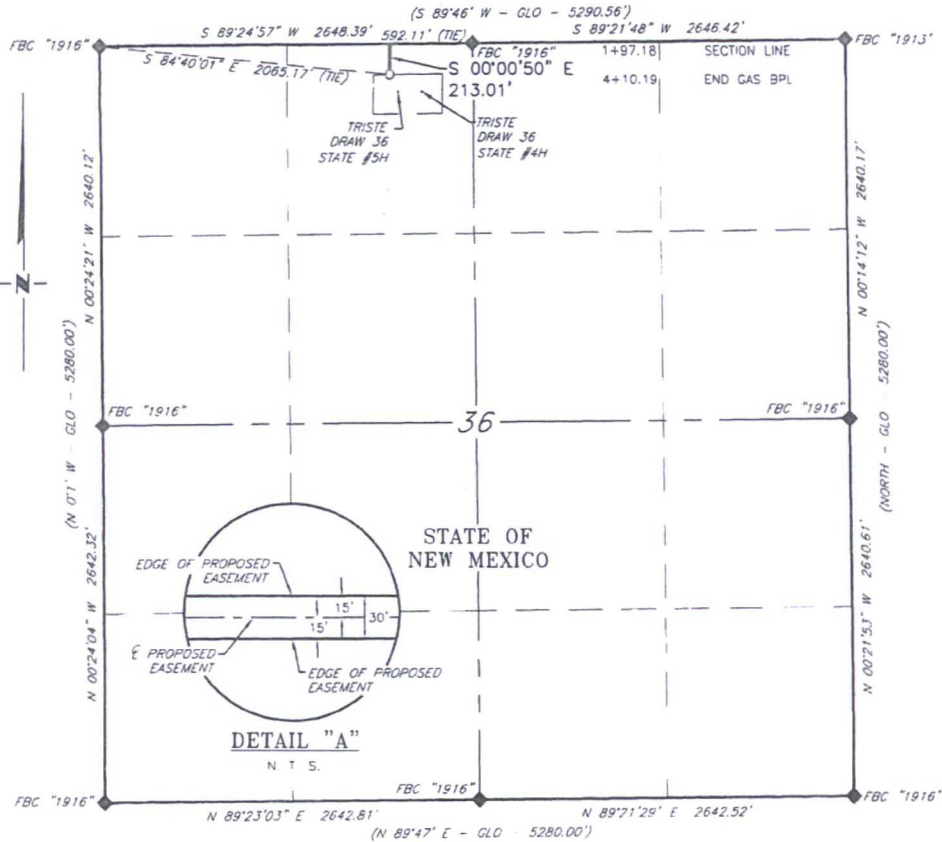 (S 89°46' W - GLO - 5290.56')
S 89°24'57" W 2648.39' 592.11' (TIE)
S 89°21'48" W 2646.42'
FBC "1916"
FBC "1916"
FBC "1913"
1+97.18 SECTION LINE
S 84°40'01" E 2065.17' (TIE)
S 00°00'50" E
213.01'
4+10.19 END GAS BPL
TRISTE
DRAW 36
STATE #5H
TRISTE
DRAW 36
STATE #4H
N 00°24'21" W 2640.12'
N 00°14'12" W 2640.17'
N
(N 0°1' W - GLO - 5280.00')
(NORTH - GLO - 5280.00')
FBC "1916"
36
FBC "1916"
STATE OF
NEW MEXICO
N 00°24'04" W 2642.32'
N 00°21'53" W 2640.61'
EDGE OF PROPOSED
EASEMENT
15'
15'
30'
℄ PROPOSED
EASEMENT
EDGE OF PROPOSED
EASEMENT
DETAIL "A"
N T S.
FBC "1916"
FBC "1916"
FBC "1916"
N 89°23'03" E 2642.81'
N 89°21'29" E 2642.52'
(N 89°47' E - GLO 5280.00')